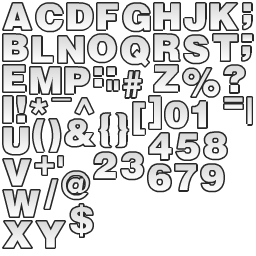 ACDFGHJK;
BLNOQRST;
EMP":"#Z%?
I!*-^[]01=|
U()&{}458
V+'@23679
W/$
XY